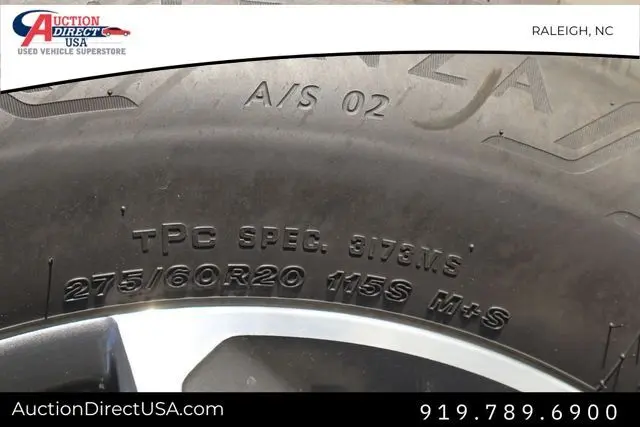 AUCTION
DIRECT
USA
USED VEHICLE SUPERSTORE
RALEIGH, NC
A/S 02
TPC SPEC. 3173MS
275/60R20 115S M+S
AuctionDirectUSA.com
919.789.6900